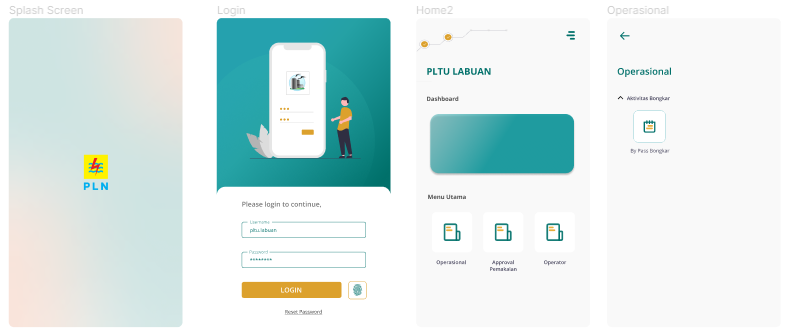 Splash Screen
PLN
Login
Please login to continue,
Username
pltu.labuan
Password
********
LOGIN
Reset Password
Home2
PLTU LABUAN
Dashboard
Menu Utama
Operasional
Approval
Pemakaian
Operator
Operasional
Operasional
Aktivitas Bongkar
By Pass Bongkar